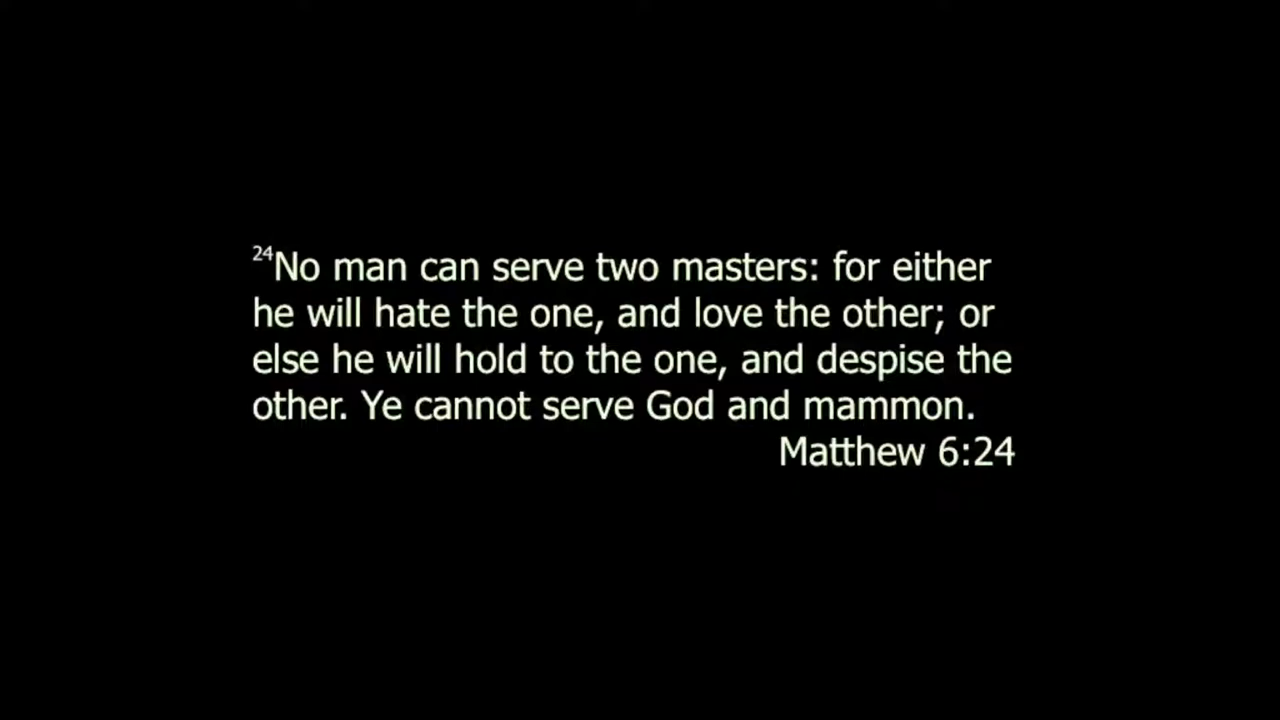 24No man can serve two masters: for either
he will hate the one, and love the other; or
else he will hold to the one, and despise the
other. Ye cannot serve God and mammon.
Matthew 6:24